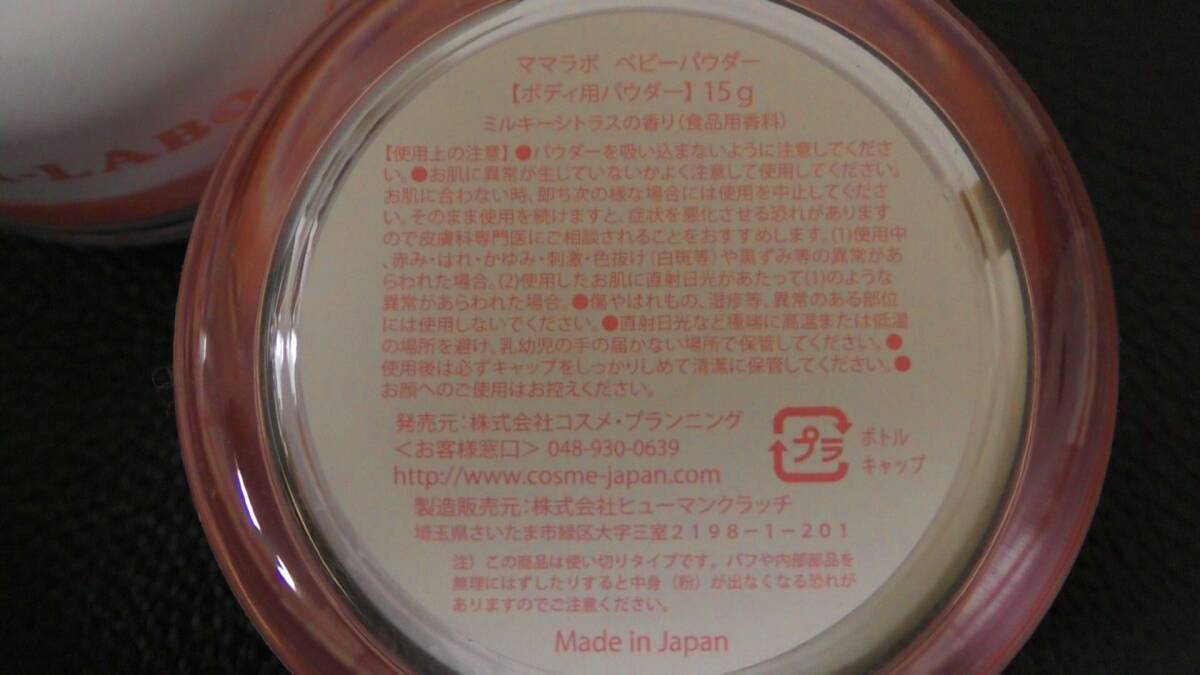 LABO
ママラボ ベビーパウダー
【ボディ用パウダー】15g
ミルキーシトラスの香り(食品用香料)
【使用上の注意】●パウダーを吸い込まないように注意してくださ
い。●お肌に異常が生じていないかよく注意して使用してください。
お肌に合わない時、即ち次の様な場合には使用を中止してくださ
い。そのまま使用を続けますと、症状を悪化させる恐れがあります
ので皮膚科専門医にご相談されることをおすすめします。(1)使用中
、赤み・はれ・かゆみ・刺激・色抜け(白斑等)や黒ずみ等の異常があ
らわれた場合。(2)使用したお肌に直射日光があたって(1)のような
異常があらわれた場合。●傷やはれもの、湿疹等、異常のある部位
には使用しないでください。●直射日光など極端に高温または低温
の場所を避け、乳幼児の手の届かない場所で保管してください。●
使用後は必ずキャップをしっかりしめて清潔に保管してください。●
お顔へのご使用はお控えください。
発売元:株式会社コスメ・プランニング
<お客様窓口> 048-930-0639
http://www.cosme-japan.com
プラ
ボトル
キャップ
製造販売元:株式会社ヒューマンクラッチ
埼玉県さいたま市緑区大字三室2198-1-201
注)この商品は使い切りタイプです。パフや内部部品を
無理にはずしたりすると中身(粉)が出なくなる恐れが
ありますのでご注意ください。
Made in Japan